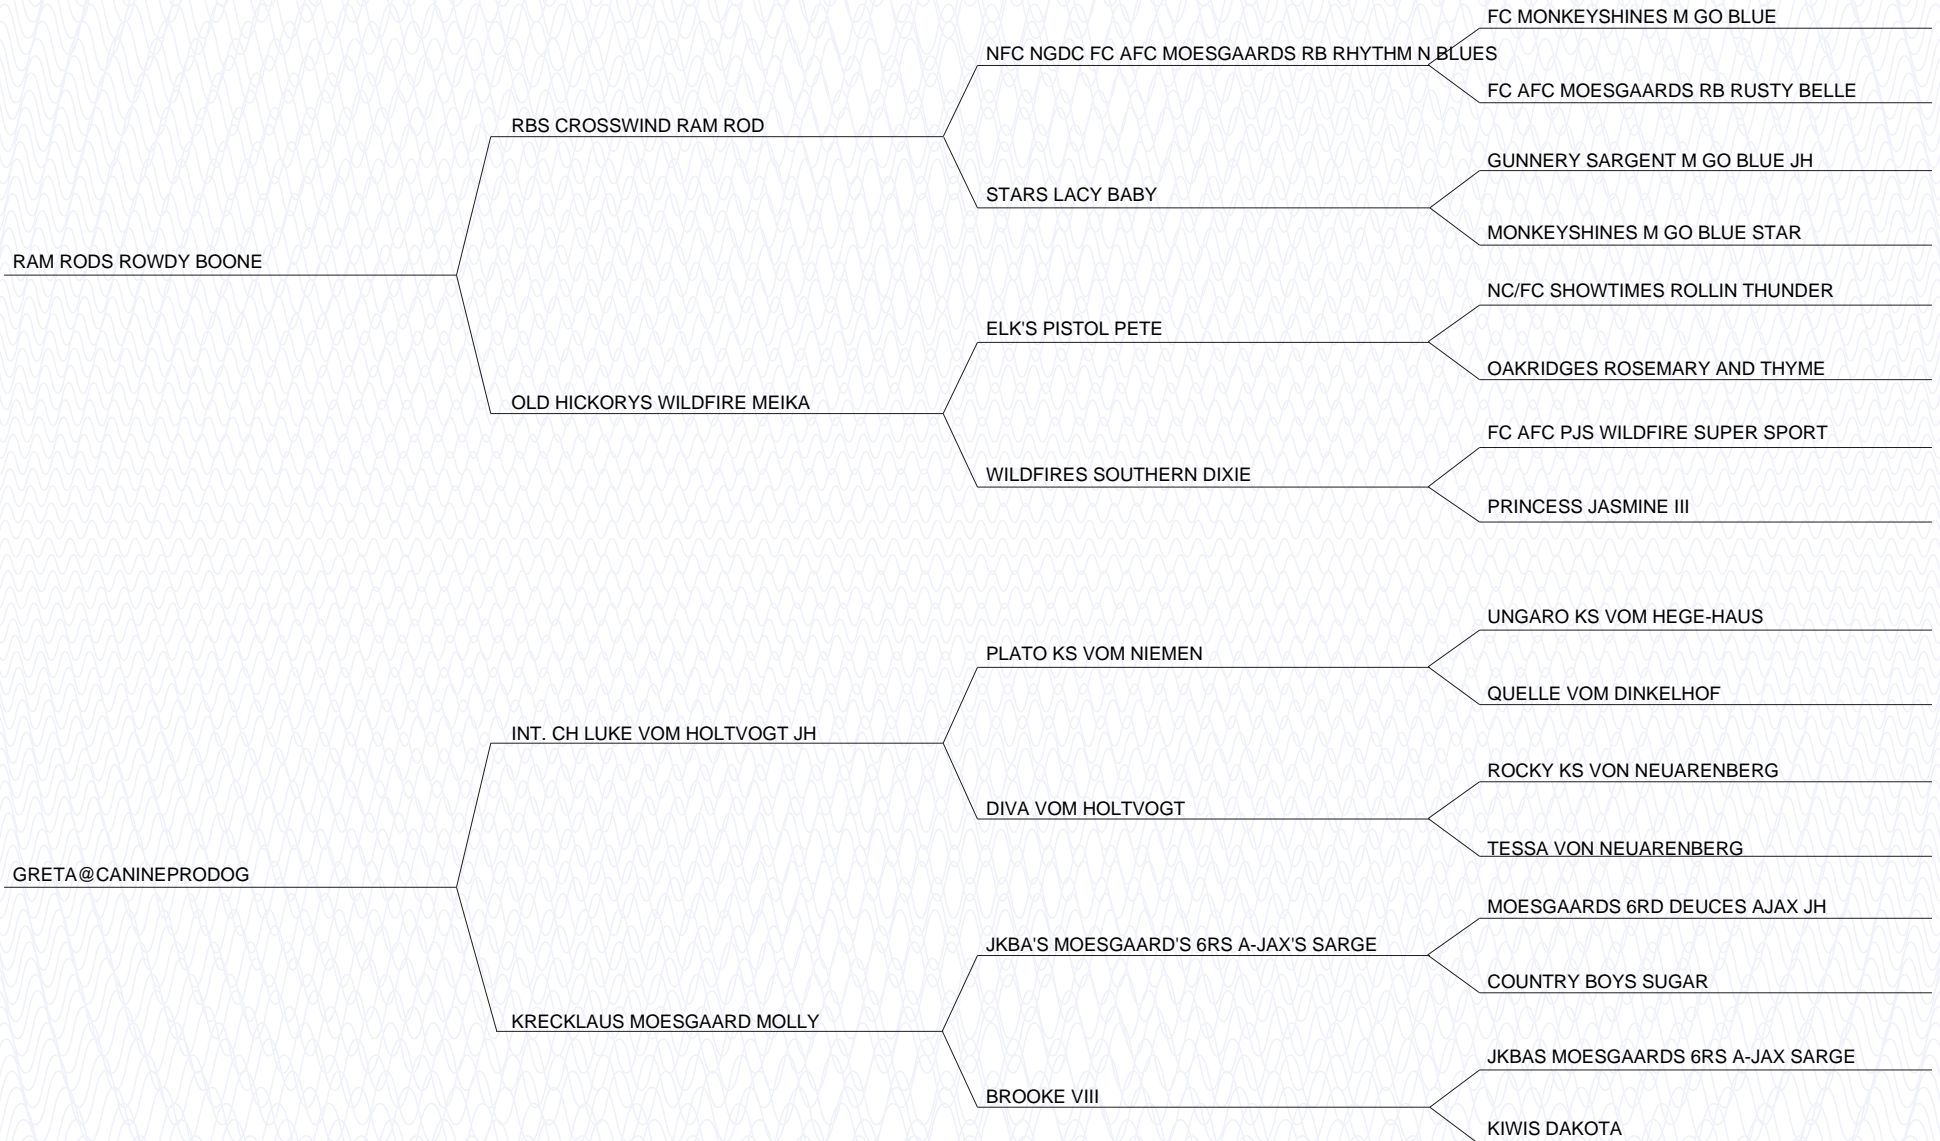 FC MONKEYSHINES M GO BLUE
NFC NGDC FC AFC MOESGAARDS RB RHYTHM N BLUES
FC AFC MOESGAARDS RB RUSTY BELLE
RBS CROSSWIND RAM ROD
GUNNERY SARGENT M GO BLUE JH
STARS LACY BABY
MONKEYSHINES M GO BLUE STAR
RAM RODS ROWDY BOONE
NC/FC SHOWTIMES ROLLIN THUNDER
ELK'S PISTOL PETE
OAKRIDGES ROSEMARY AND THYME
OLD HICKORYS WILDFIRE MEIKA
FC AFC PJS WILDFIRE SUPER SPORT
WILDFIRES SOUTHERN DIXIE
PRINCESS JASMINE III
UNGARO KS VOM HEGE-HAUS
PLATO KS VOM NIEMEN
QUELLE VOM DINKELHOF
INT. CH LUKE VOM HOLTVOGT JH
ROCKY KS VON NEUARENBERG
DIVA VOM HOLTVOGT
TESSA VON NEUARENBERG
GRETA@CANINEPRODOG
MOESGAARDS 6RD DEUCES AJAX JH
JKBA'S MOESGAARD'S 6RS A-JAX'S SARGE
COUNTRY BOYS SUGAR
KRECKLAUS MOESGAARD MOLLY
JKBAS MOESGAARDS 6RS A-JAX SARGE
BROOKE VIII
KIWIS DAKOTA